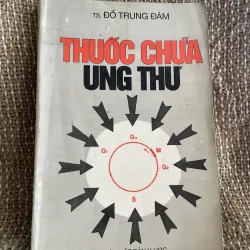 TS. ĐỖ TRUNG ĐÀM
THUỐC CHỮA
UNG THƯ
G₀
G₁
M
G₂
S